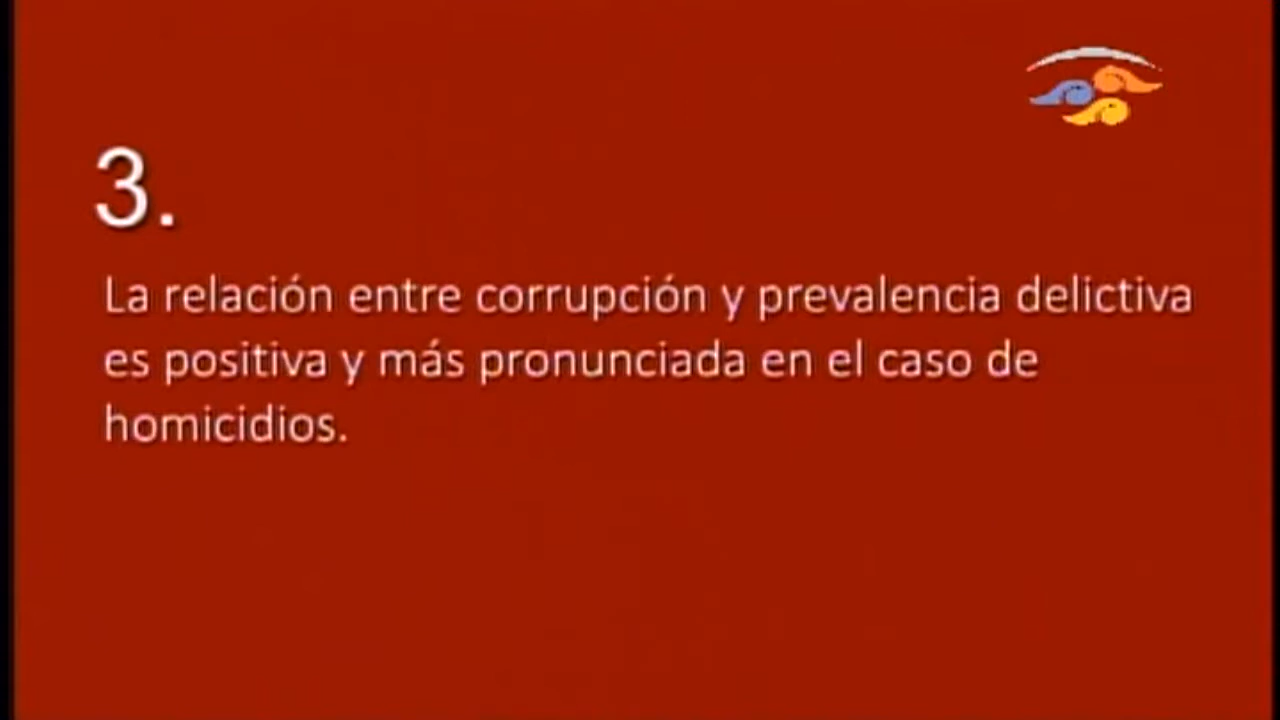 3.
La relación entre corrupción y prevalencia delictiva
es positiva y más pronunciada en el caso de
homicidios.